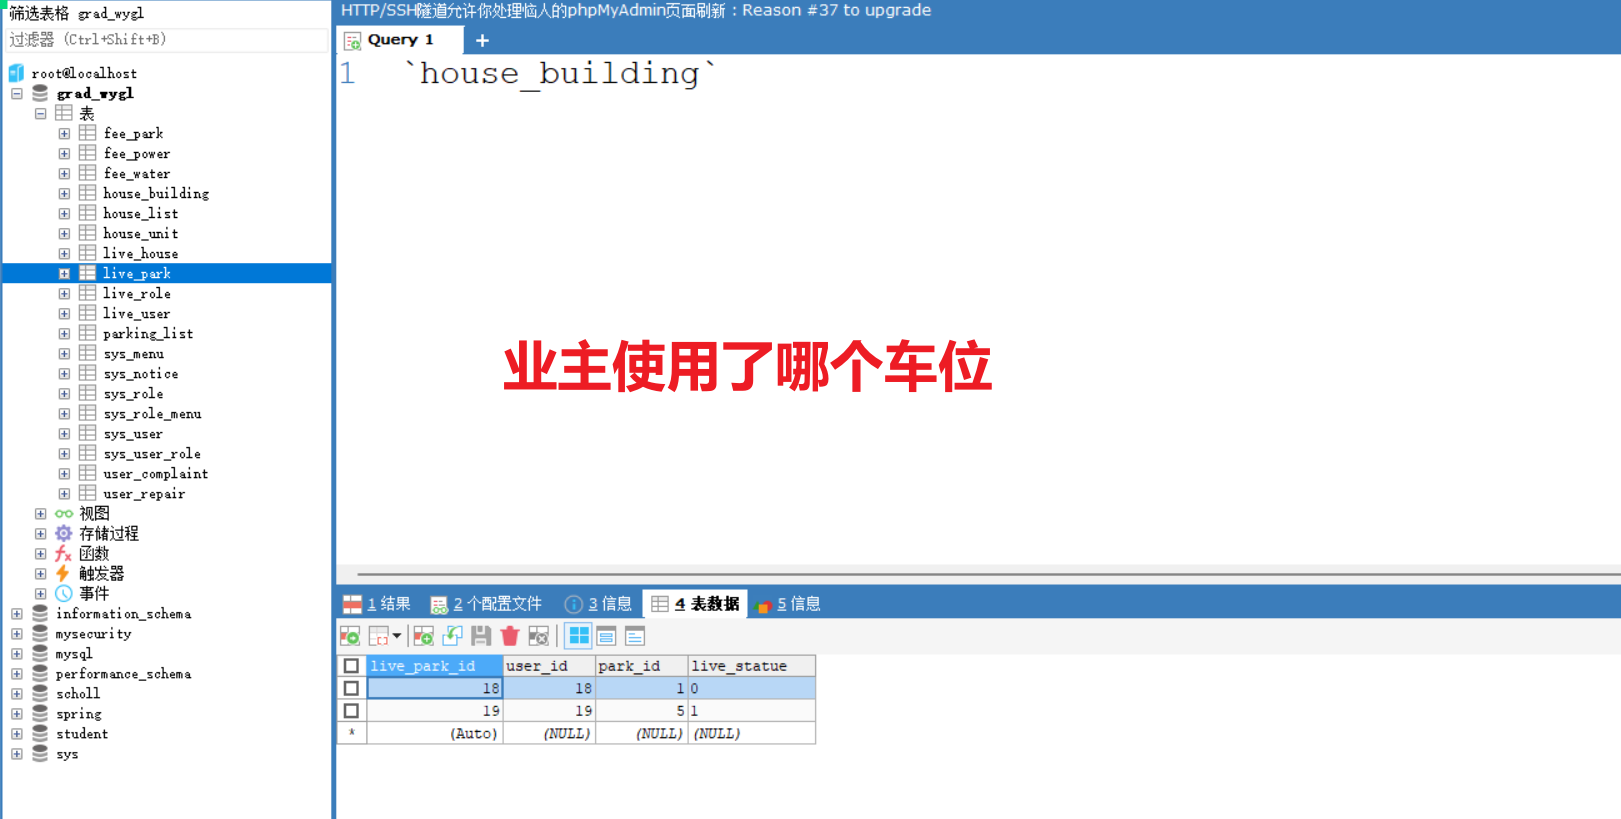 筛选表格 grad_wygl
过滤器 (Ctrl+Shift+B)
root@localhost
grad_wygl
表
fee_park
fee_power
fee_water
house_building
house_list
house_unit
live_house
live_park
live_role
live_user
parking_list
sys_menu
sys_notice
sys_role
sys_role_menu
sys_user
sys_user_role
user_complaint
user_repair
视图
存储过程
函数
触发器
事件
information_schema
mysecurity
mysql
performance_schema
scholl
spring
student
sys
HTTP/SSH隧道允许你处理恼人的phpMyAdmin页面刷新：Reason #37 to upgrade
Query 1 +
1 `house_building`
业主使用了哪个车位
1 结果 2 个配置文件 3 信息 4 表数据 5 信息
live_park_id user_id park_id live_statue
18 18 1 0
19 19 5 1
* (Auto) (NULL) (NULL) (NULL)